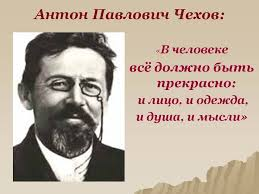 Антон Павлович Чехов:
«В человеке
всё должно быть
прекрасно:
и лицо, и одежда,
и душа, и мысли»